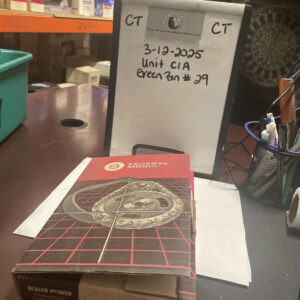 CT CT
3-12-2025
Unit C1A
Green Bin # 29
FEDERAL
MOGUL
SEALED POWER